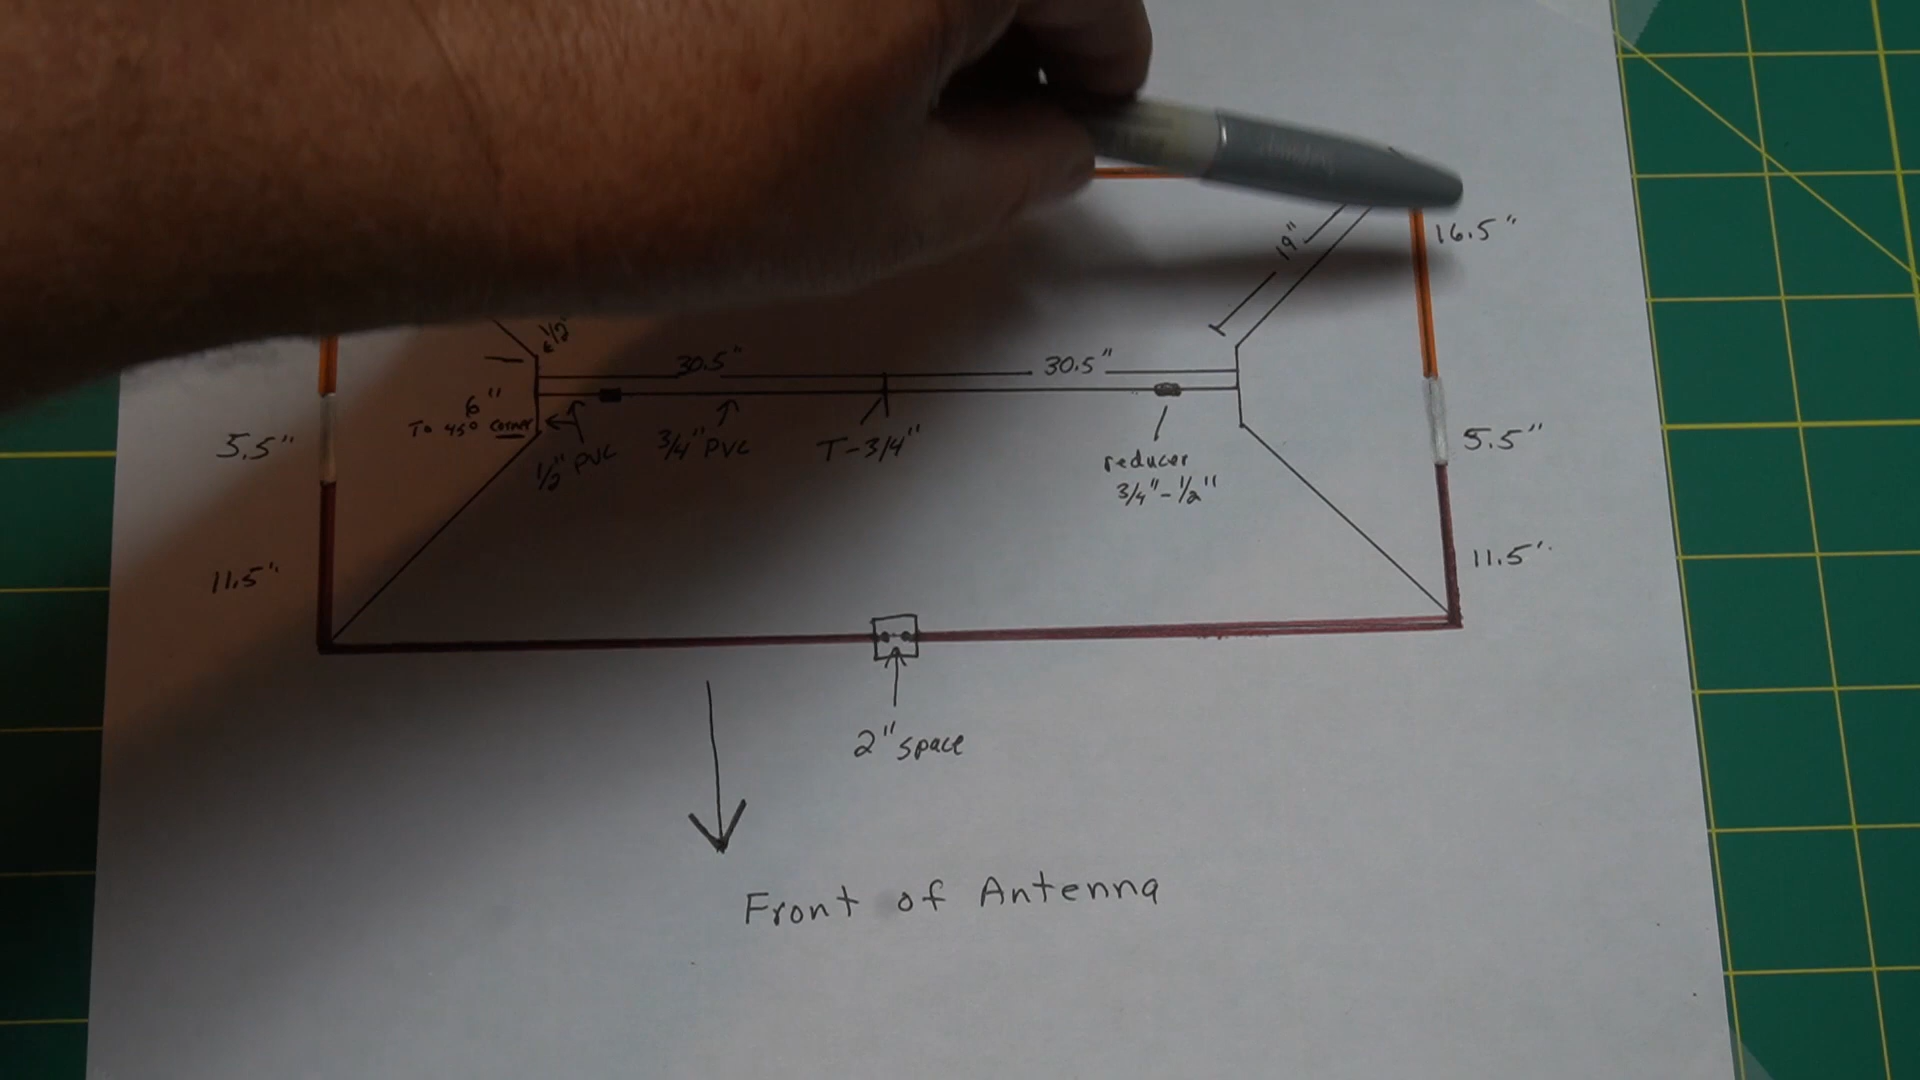 16.5"
19"
1/2"
30.5"
30.5"
6"
To 45° corner
5.5"
1/2" PVC
3/4" PVC
T-3/4"
reducer
3/4"-1/2"
5.5"
11.5"
11.5"
2" space
Front of Antenna